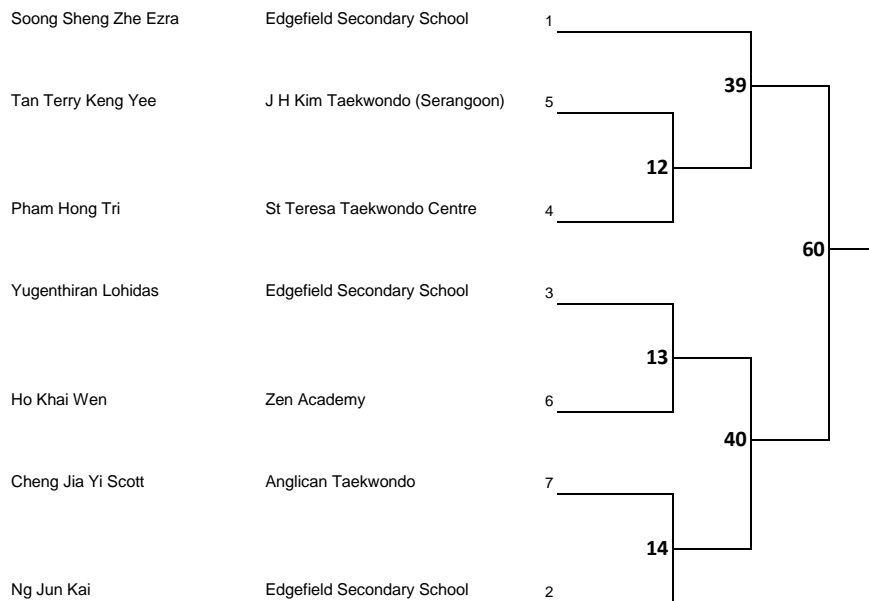 Soong Sheng Zhe Ezra Edgefield Secondary School 1
39
Tan Terry Keng Yee J H Kim Taekwondo (Serangoon) 5
12
Pham Hong Tri St Teresa Taekwondo Centre 4
60
Yugenthiran Lohidas Edgefield Secondary School 3
13
Ho Khai Wen Zen Academy 6
40
Cheng Jia Yi Scott Anglican Taekwondo 7
14
Ng Jun Kai Edgefield Secondary School 2